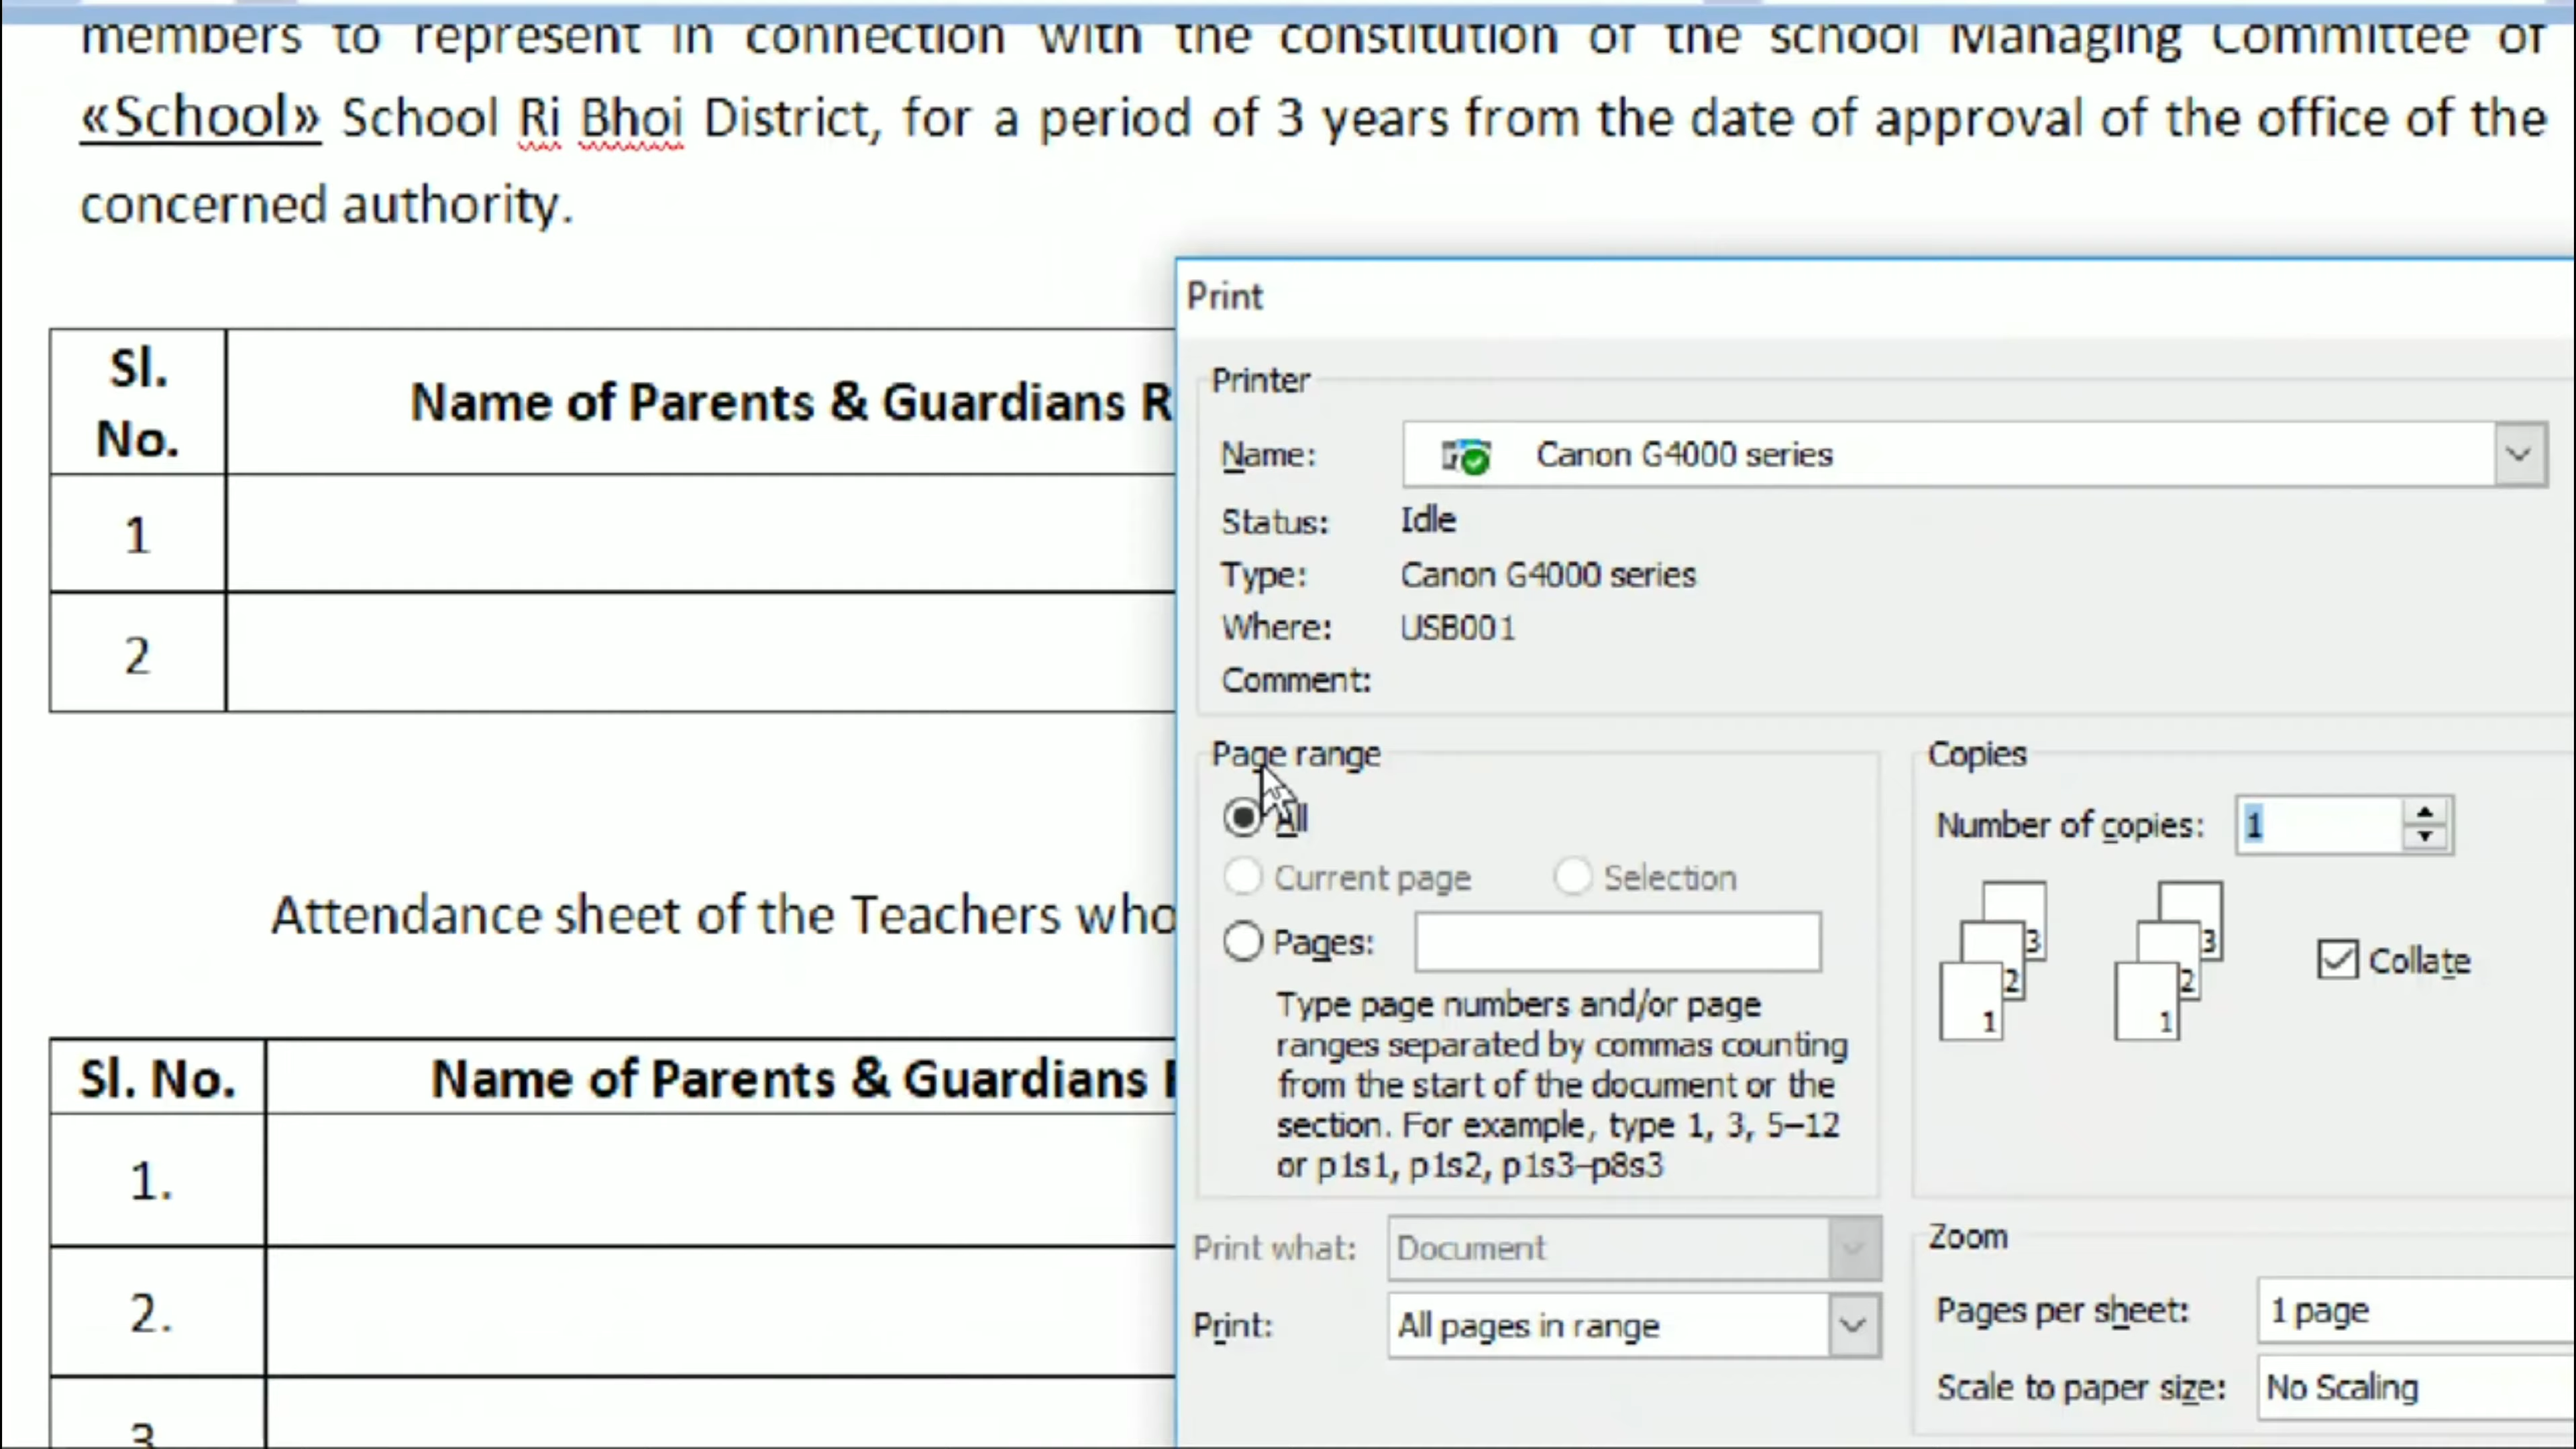 members to represent in connection with the constitution of the school Managing Committee of
«School» School Ri Bhoi District, for a period of 3 years from the date of approval of the office of the
concerned authority.
Sl. No.
Name of Parents & Guardians R
1
2
Attendance sheet of the Teachers who
Sl. No.
Name of Parents & Guardians
1.
2.
3.
Print
Printer
Name: Canon G4000 series
Status: Idle
Type: Canon G4000 series
Where: USB001
Comment:
Page range
All
Current page Selection
Pages:
Type page numbers and/or page
ranges separated by commas counting
from the start of the document or the
section. For example, type 1, 3, 5–12
or p1s1, p1s2, p1s3–p8s3
Copies
Number of copies: 1
3 3
2 2
1 1
Collate
Print what: Document
Print: All pages in range
Zoom
Pages per sheet: 1 page
Scale to paper size: No Scaling